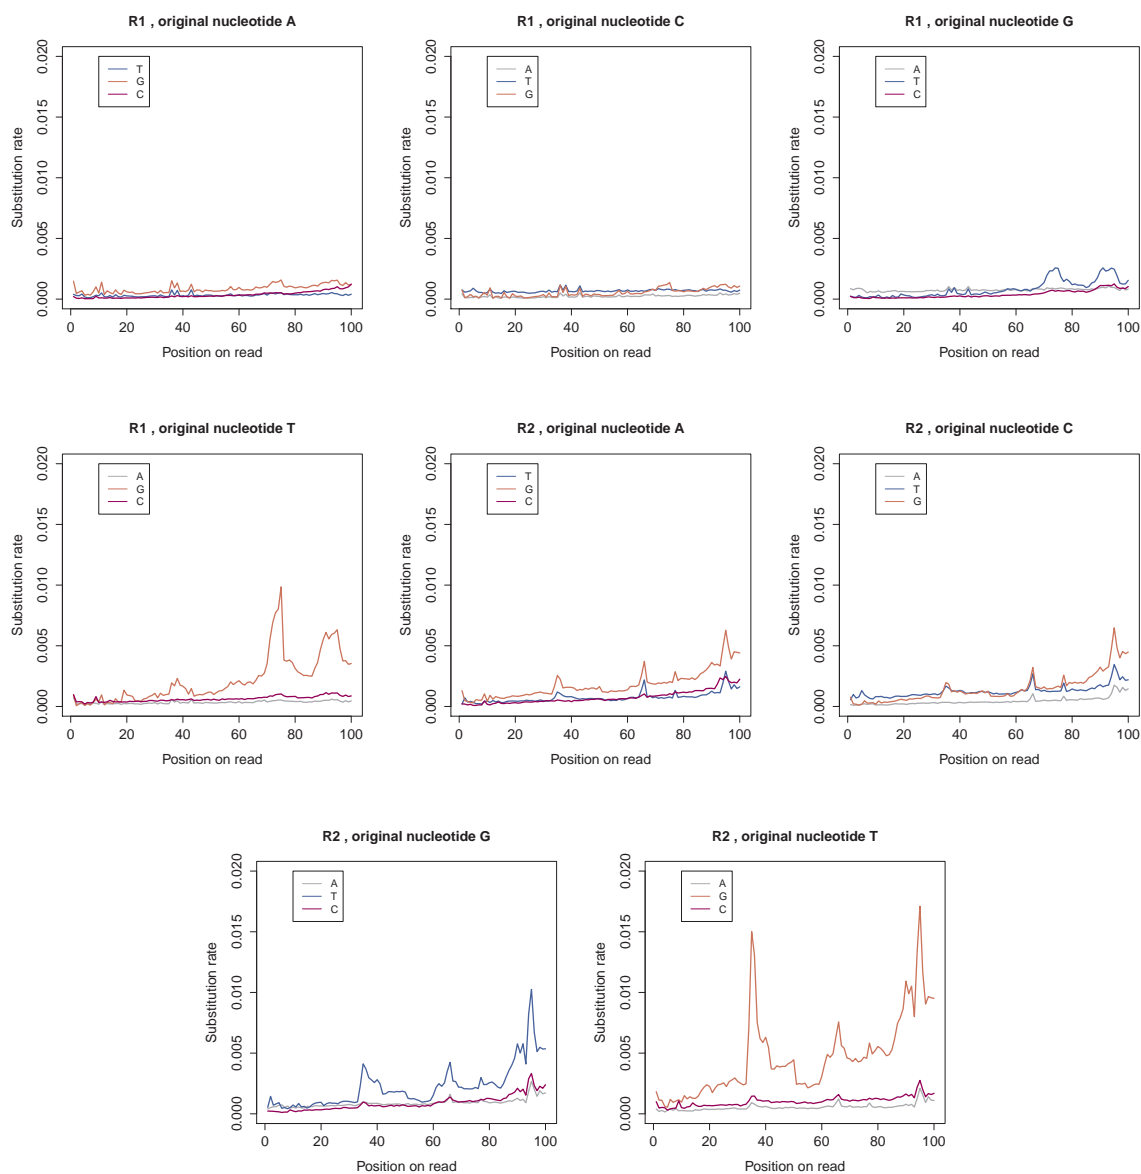 R1 , original nucleotide A
R1 , original nucleotide C
R1 , original nucleotide G
Substitution rate
0.000 0.005 0.010 0.015 0.020
T
G
C
0 20 40 60 80 100
Position on read
Substitution rate
0.000 0.005 0.010 0.015 0.020
A
T
G
0 20 40 60 80 100
Position on read
Substitution rate
0.000 0.005 0.010 0.015 0.020
A
T
C
0 20 40 60 80 100
Position on read
R1 , original nucleotide T
R2 , original nucleotide A
R2 , original nucleotide C
Substitution rate
0.000 0.005 0.010 0.015 0.020
A
G
C
0 20 40 60 80 100
Position on read
Substitution rate
0.000 0.005 0.010 0.015 0.020
T
G
C
0 20 40 60 80 100
Position on read
Substitution rate
0.000 0.005 0.010 0.015 0.020
A
T
G
0 20 40 60 80 100
Position on read
R2 , original nucleotide G
R2 , original nucleotide T
Substitution rate
0.000 0.005 0.010 0.015 0.020
A
T
C
0 20 40 60 80 100
Position on read
Substitution rate
0.000 0.005 0.010 0.015 0.020
A
G
C
0 20 40 60 80 100
Position on read